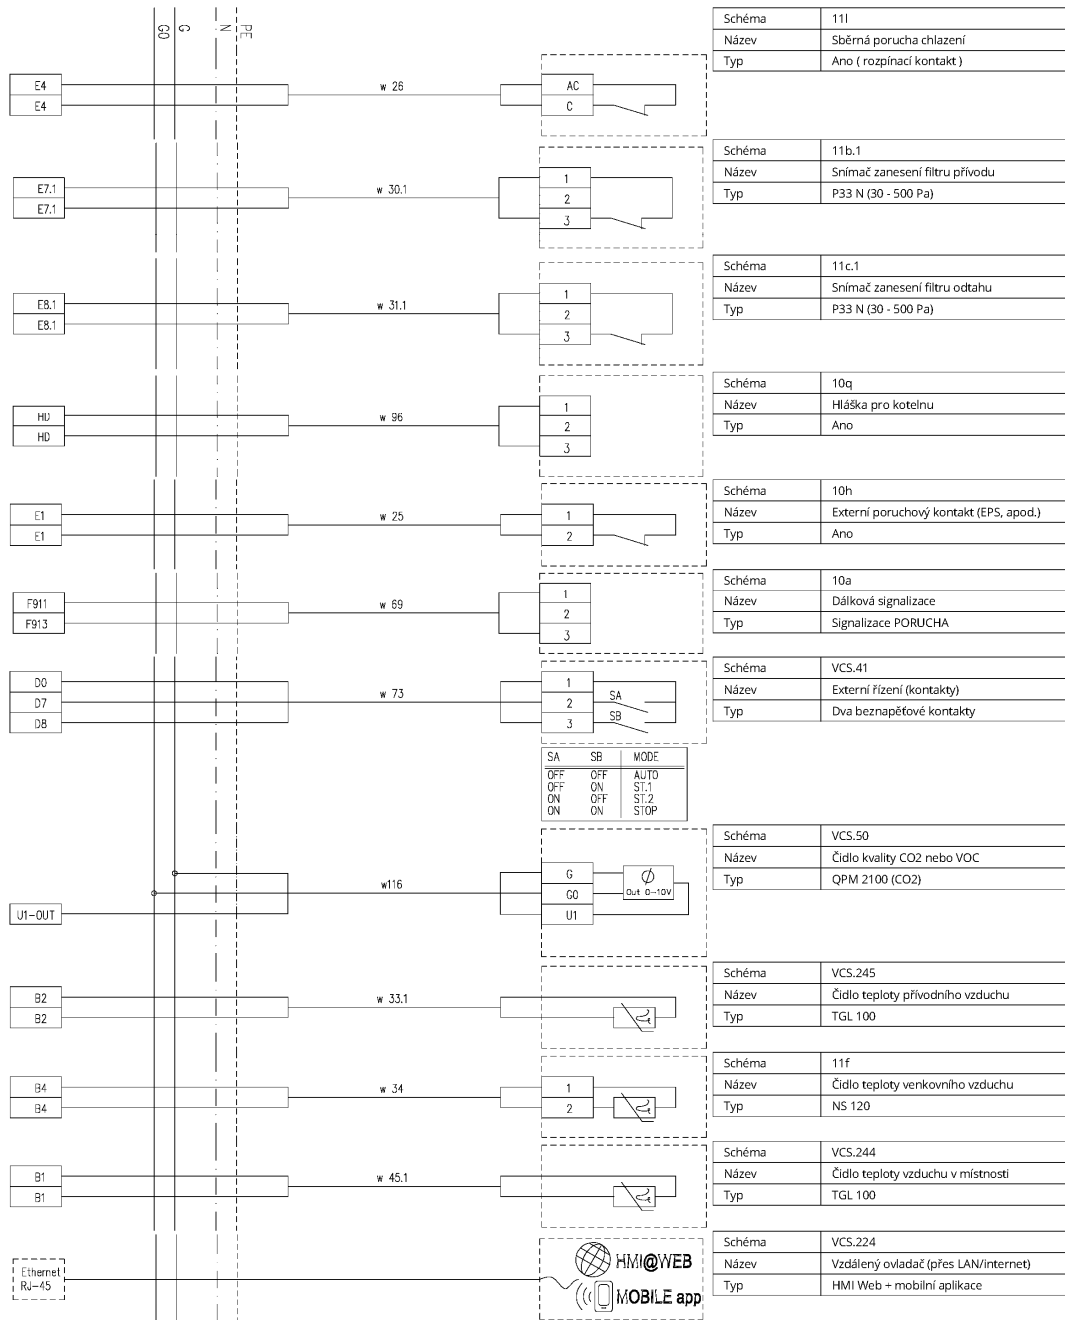 G0 G N PE
Schéma 11l
Název Sběrná porucha chlazení
Typ Ano ( rozpínací kontakt )
E4
E4
w 26
AC
C
Schéma 11b.1
Název Snímač zanesení filtru přívodu
Typ P33 N (30 - 500 Pa)
E7.1
E7.1
w 30.1
1
2
3
Schéma 11c.1
Název Snímač zanesení filtru odtahu
Typ P33 N (30 - 500 Pa)
E8.1
E8.1
w 31.1
1
2
3
Schéma 10q
Název Hláška pro kotelnu
Typ Ano
HD
HD
w 96
1
2
3
Schéma 10h
Název Externí poruchový kontakt (EPS, apod.)
Typ Ano
E1
E1
w 25
1
2
Schéma 10a
Název Dálková signalizace
Typ Signalizace PORUCHA
F911
F913
w 69
1
2
3
Schéma VCS.41
Název Externí řízení (kontakty)
Typ Dva beznapěťové kontakty
D0
D7
D8
w 73
1
2 SA
3 SB
SA SB MODE
OFF OFF AUTO
OFF ON ST.1
ON OFF ST.2
ON ON STOP
Schéma VCS.50
Název Čidlo kvality CO2 nebo VOC
Typ QPM 2100 (CO2)
U1-OUT
w116
G
G0
U1
Out 0-10V
Schéma VCS.245
Název Čidlo teploty přívodního vzduchu
Typ TGL 100
B2
B2
w 33.1
Schéma 11f
Název Čidlo teploty venkovního vzduchu
Typ NS 120
B4
B4
w 34
1
2
Schéma VCS.244
Název Čidlo teploty vzduchu v místnosti
Typ TGL 100
B1
B1
w 45.1
Schéma VCS.224
Název Vzdálený ovladač (přes LAN/internet)
Typ HMI Web + mobilní aplikace
Ethernet
RJ-45
HMI@WEB
MOBILE app